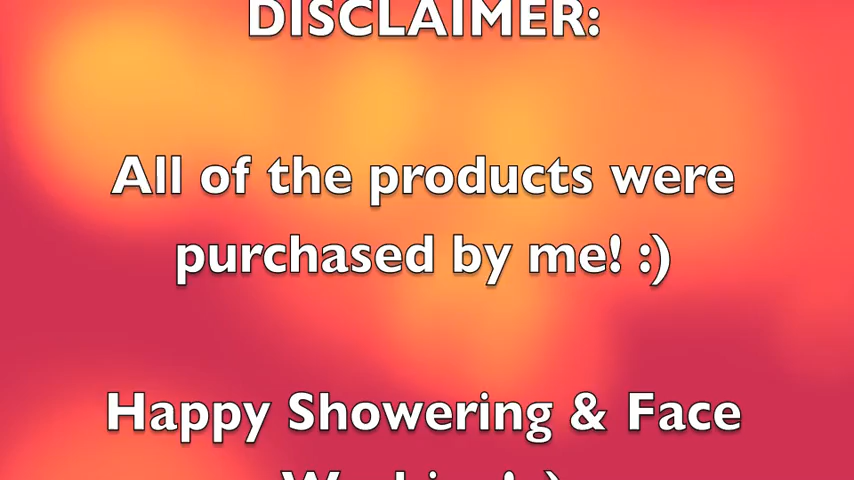 DISCLAIMER:
All of the products were
purchased by me! :)
Happy Showering & Face